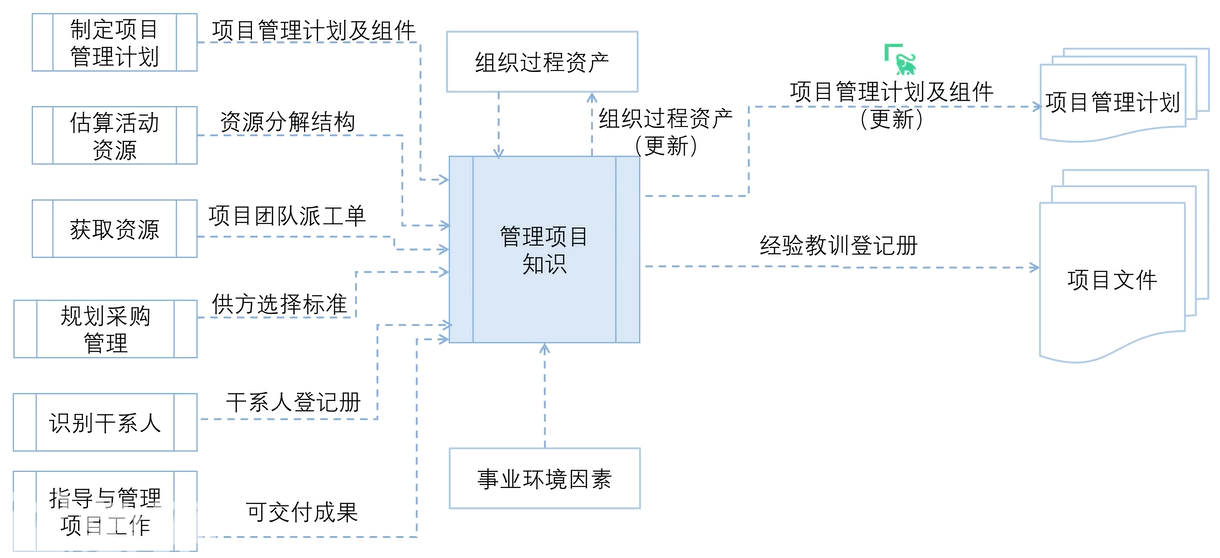 制定项目
管理计划
项目管理计划及组件
组织过程资产
项目管理计划及组件
（更新）
项目管理计划
估算活动
资源
资源分解结构
组织过程资产
（更新）
获取资源
项目团队派工单
管理项目
知识
经验教训登记册
项目文件
规划采购
管理
供方选择标准
识别干系人
干系人登记册
事业环境因素
指导与管理
项目工作
可交付成果